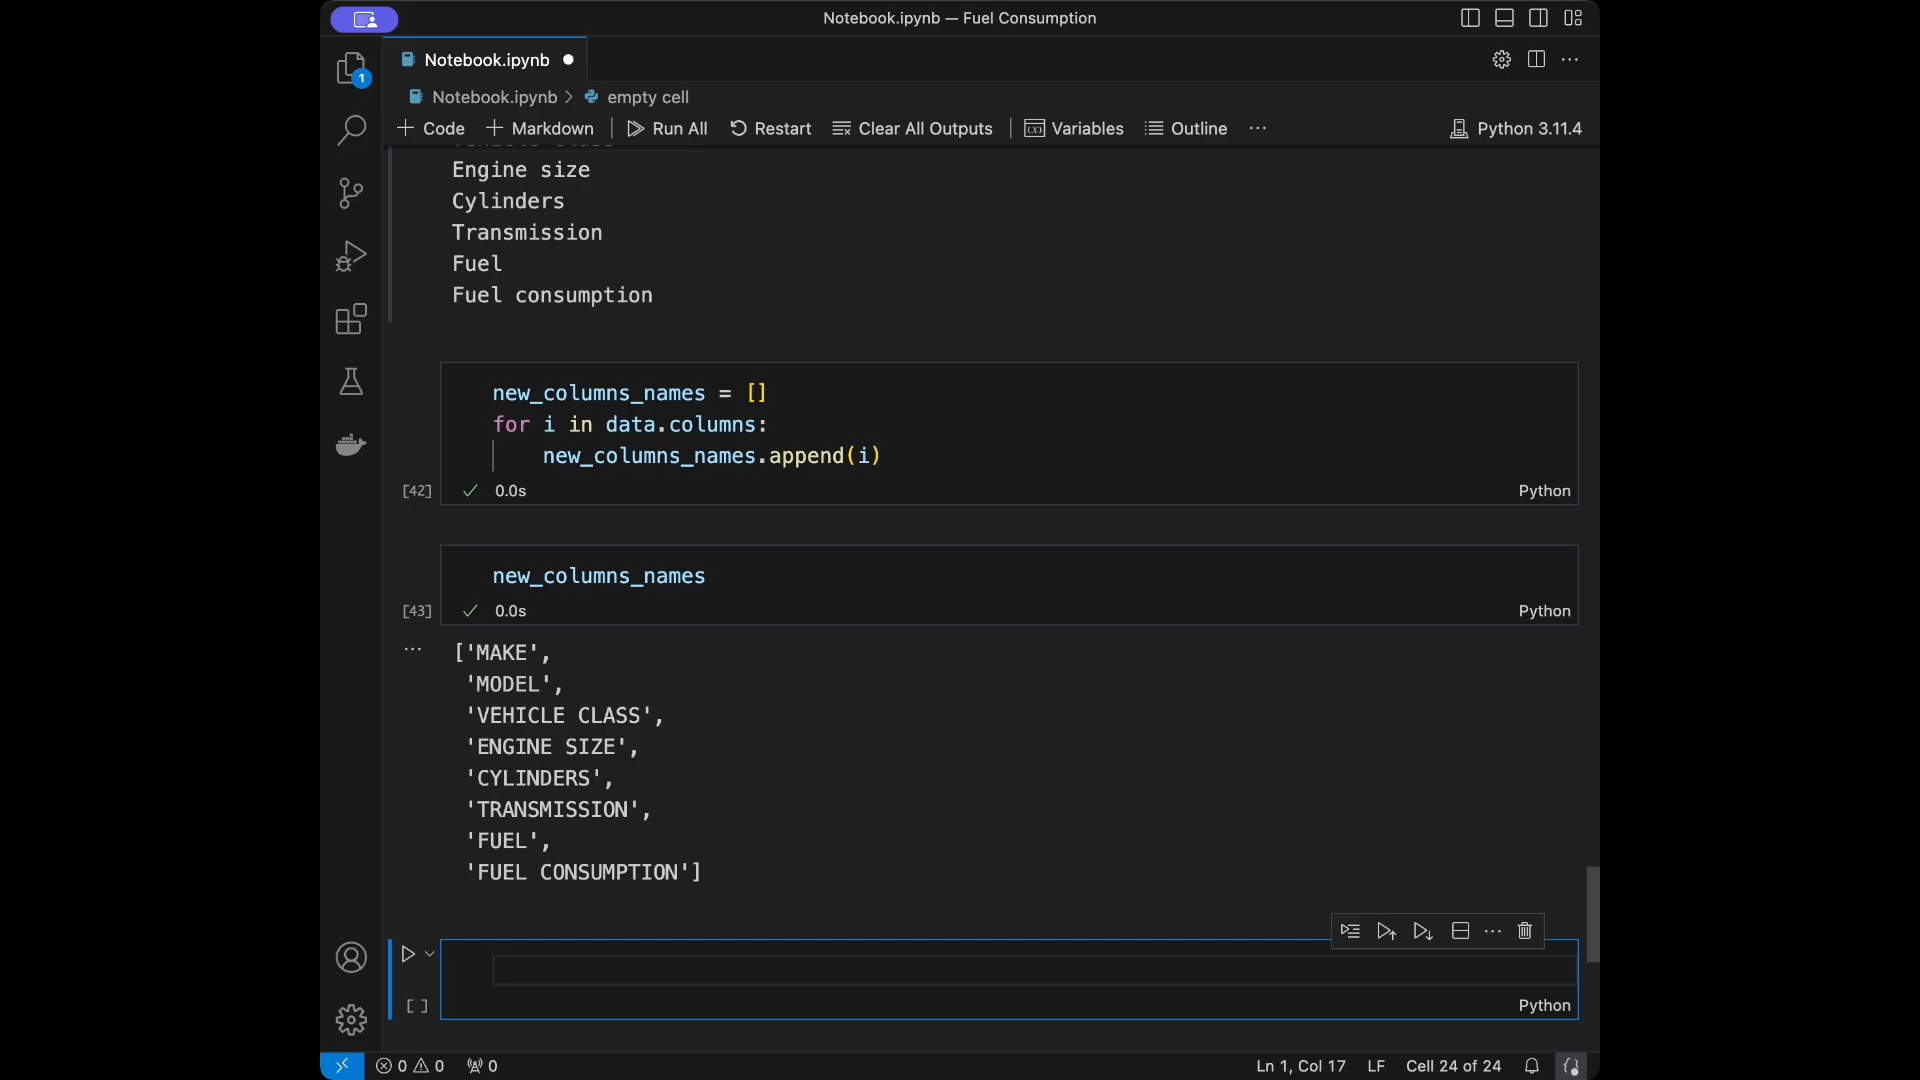 Notebook.ipynb — Fuel Consumption
1
Notebook.ipynb
Notebook.ipynb > empty cell
+ Code + Markdown Run All Restart Clear All Outputs Variables Outline ... Python 3.11.4
Engine size
Cylinders
Transmission
Fuel
Fuel consumption
new_columns_names = []
for i in data.columns:
new_columns_names.append(i)
[42] ✓ 0.0s Python
new_columns_names
[43] ✓ 0.0s Python
... ['MAKE',
'MODEL',
'VEHICLE CLASS',
'ENGINE SIZE',
'CYLINDERS',
'TRANSMISSION',
'FUEL',
'FUEL CONSUMPTION']
[ ] Python
0 0 0 Ln 1, Col 17 LF Cell 24 of 24